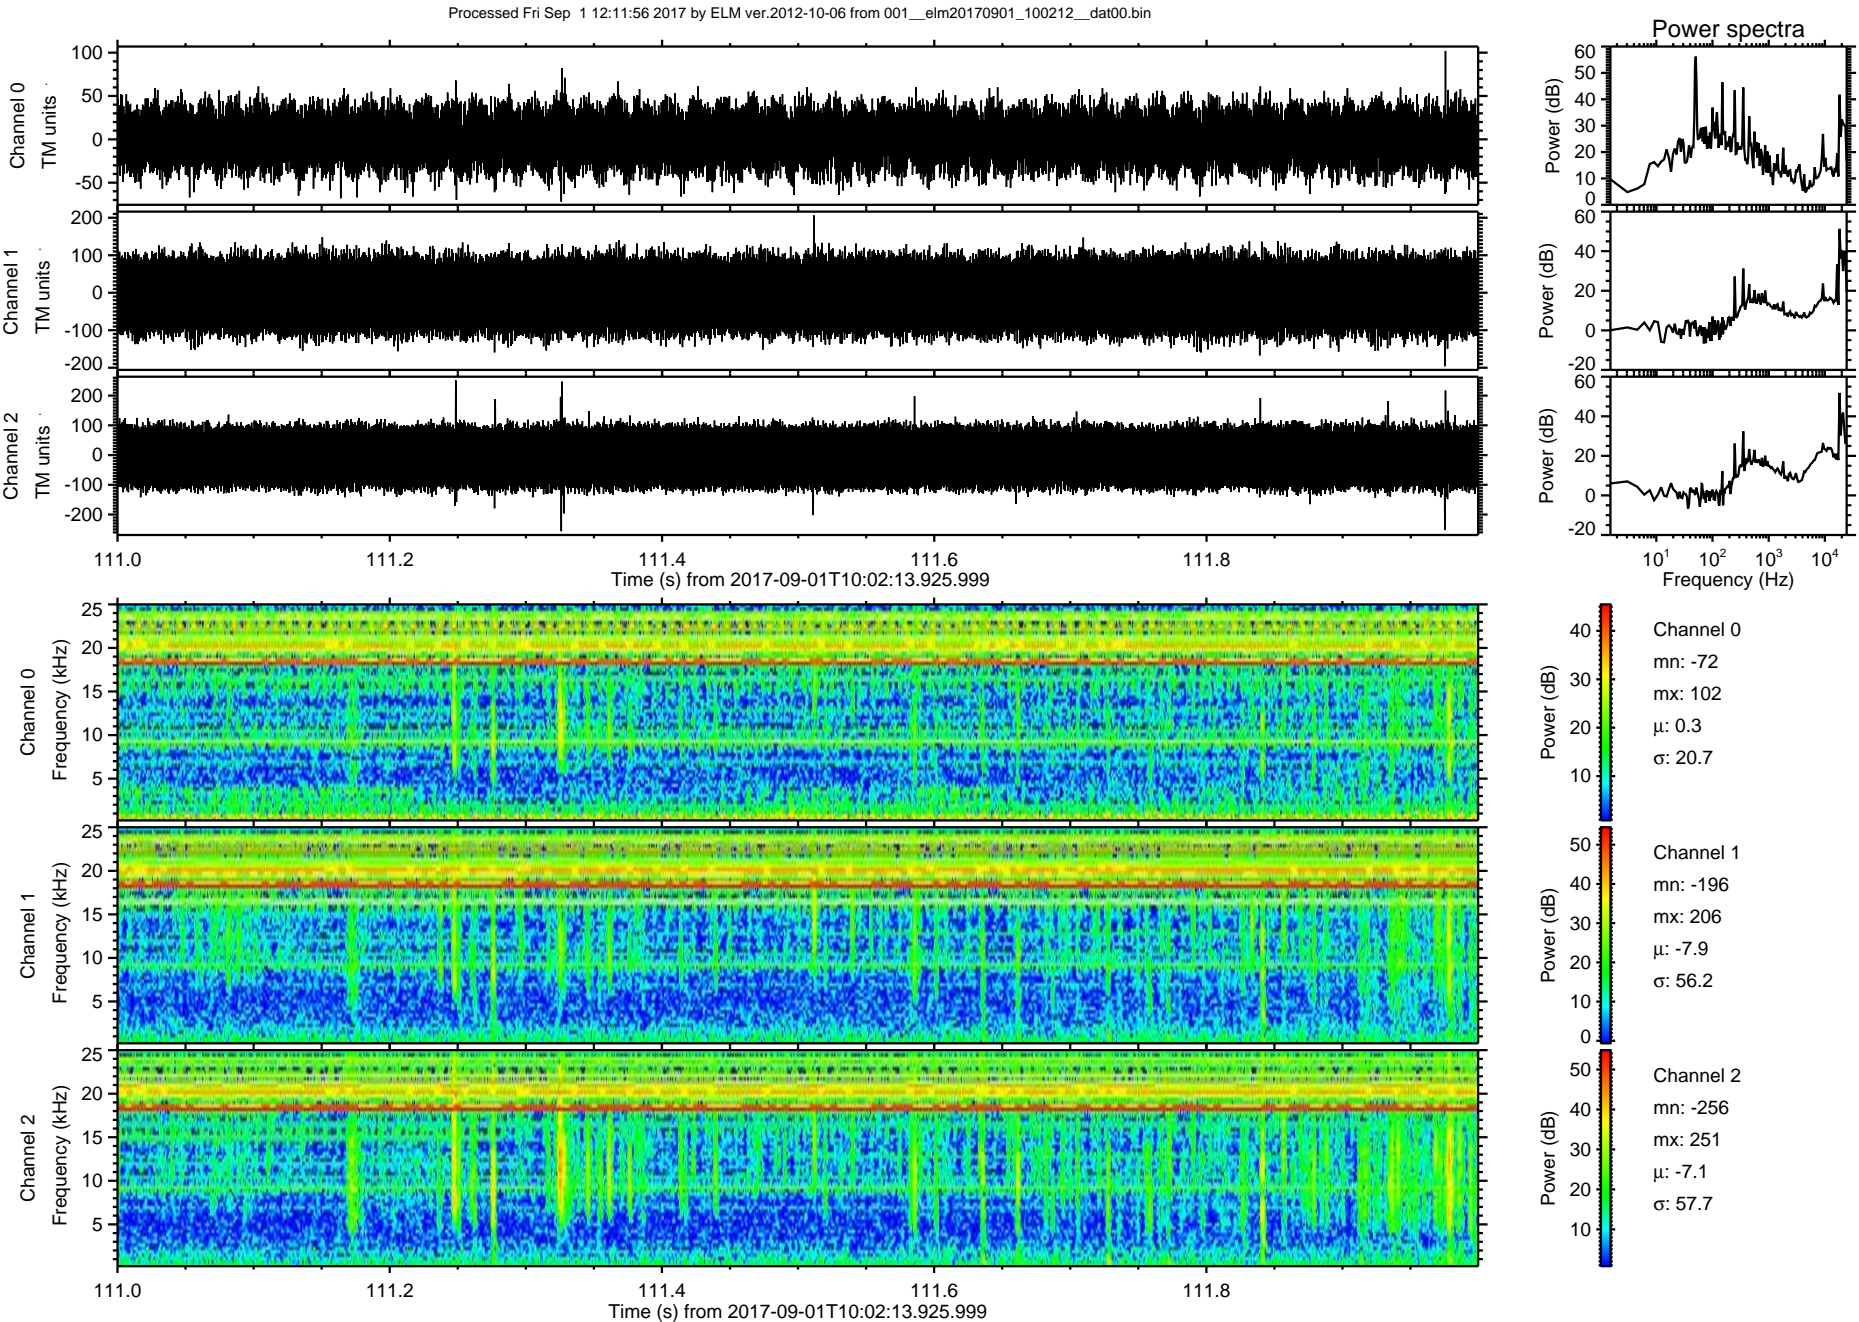 Processed Fri Sep  1 12:11:56 2017 by ELM ver.2012-10-06 from 001__elm20170901_100212__dat00.bin
Power spectra
Channel 0
TM units
100
50
0
-50
Power (dB)
60
50
40
30
20
10
0
Channel 1
TM units
200
100
0
-100
-200
Power (dB)
60
40
20
0
-20
Channel 2
TM units
200
100
0
-100
-200
Power (dB)
60
40
20
0
-20
111.0 111.2 111.4 111.6 111.8
Time (s) from 2017-09-01T10:02:13.925.999
10^1 10^2 10^3 10^4
Frequency (Hz)
Channel 0
Frequency (kHz)
25
20
15
10
5
Power (dB)
40
30
20
10
Channel 0
mn: -72
mx: 102
µ: 0.3
σ: 20.7
Channel 1
Frequency (kHz)
25
20
15
10
5
Power (dB)
50
40
30
20
10
0
Channel 1
mn: -196
mx: 206
µ: -7.9
σ: 56.2
Channel 2
Frequency (kHz)
25
20
15
10
5
Power (dB)
50
40
30
20
10
Channel 2
mn: -256
mx: 251
µ: -7.1
σ: 57.7
111.0 111.2 111.4 111.6 111.8
Time (s) from 2017-09-01T10:02:13.925.999